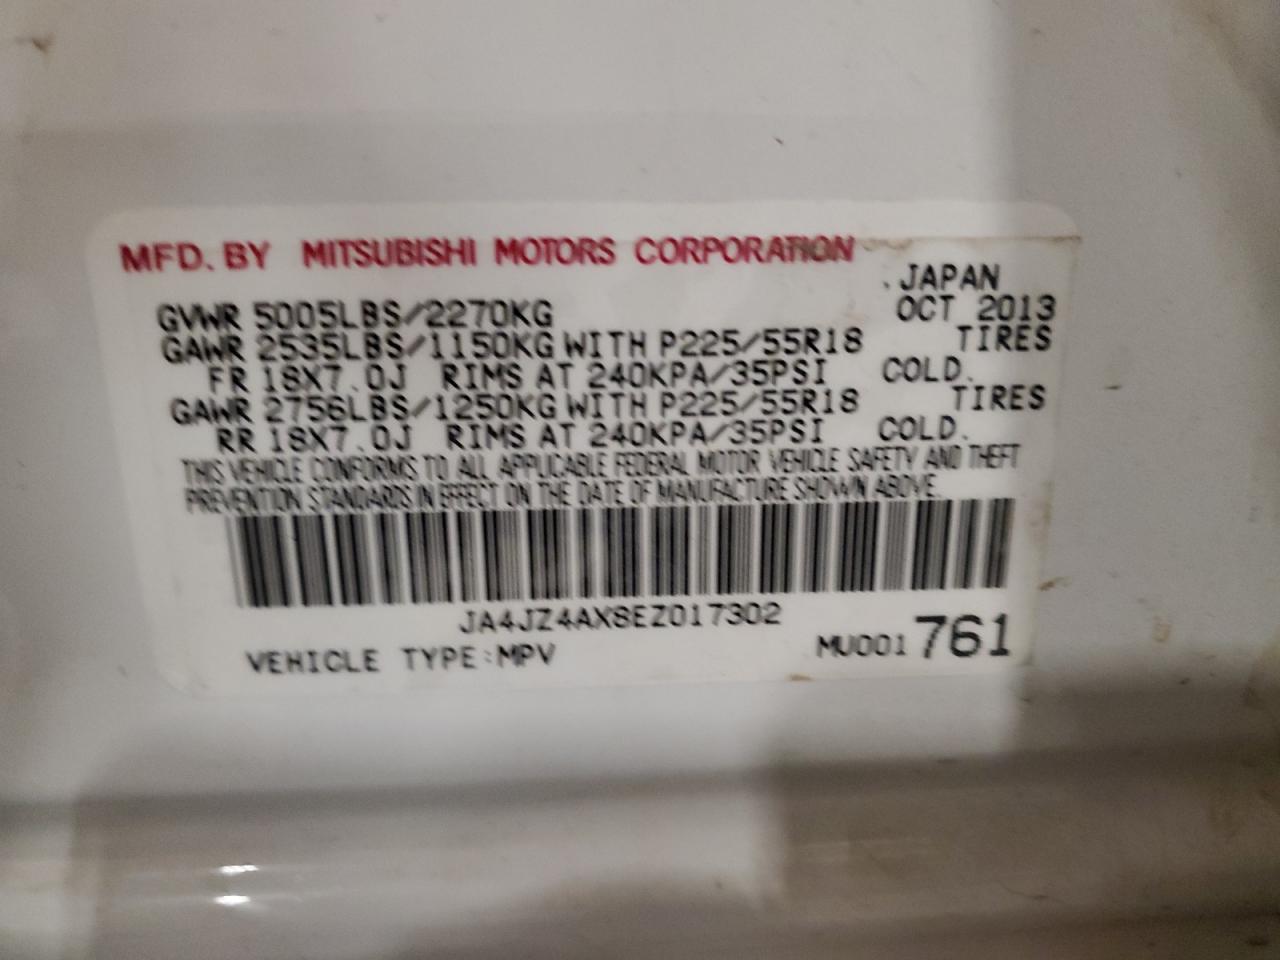 MFD. BY MITSUBISHI MOTORS CORPORATION
.JAPAN
GVWR 5005LBS/2270KG OCT 2013
GAWR 2535LBS/1150KG WITH P225/55R18 TIRES
FR 18X7.0J RIMS AT 240KPA/35PSI COLD.
GAWR 2756LBS/1250KG WITH P225/55R18 TIRES
RR 18X7.0J RIMS AT 240KPA/35PSI COLD.
THIS VEHICLE CONFORMS TO ALL APPLICABLE FEDERAL MOTOR VEHICLE SAFETY AND THEFT
PREVENTION STANDARDS IN EFFECT ON THE DATE OF MANUFACTURE SHOWN ABOVE.
JA4JZ4AX8EZ017302
VEHICLE TYPE:MPV MU001761